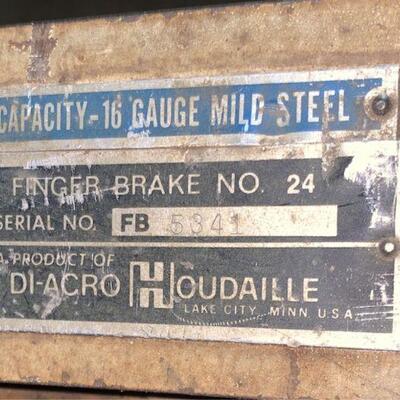 CAPACITY-16 GAUGE MILD STEEL
FINGER BRAKE NO. 24
SERIAL NO. FB 5341
A PRODUCT OF
DI-ACRO HOUDAILLE
LAKE CITY, MINN U.S.A.